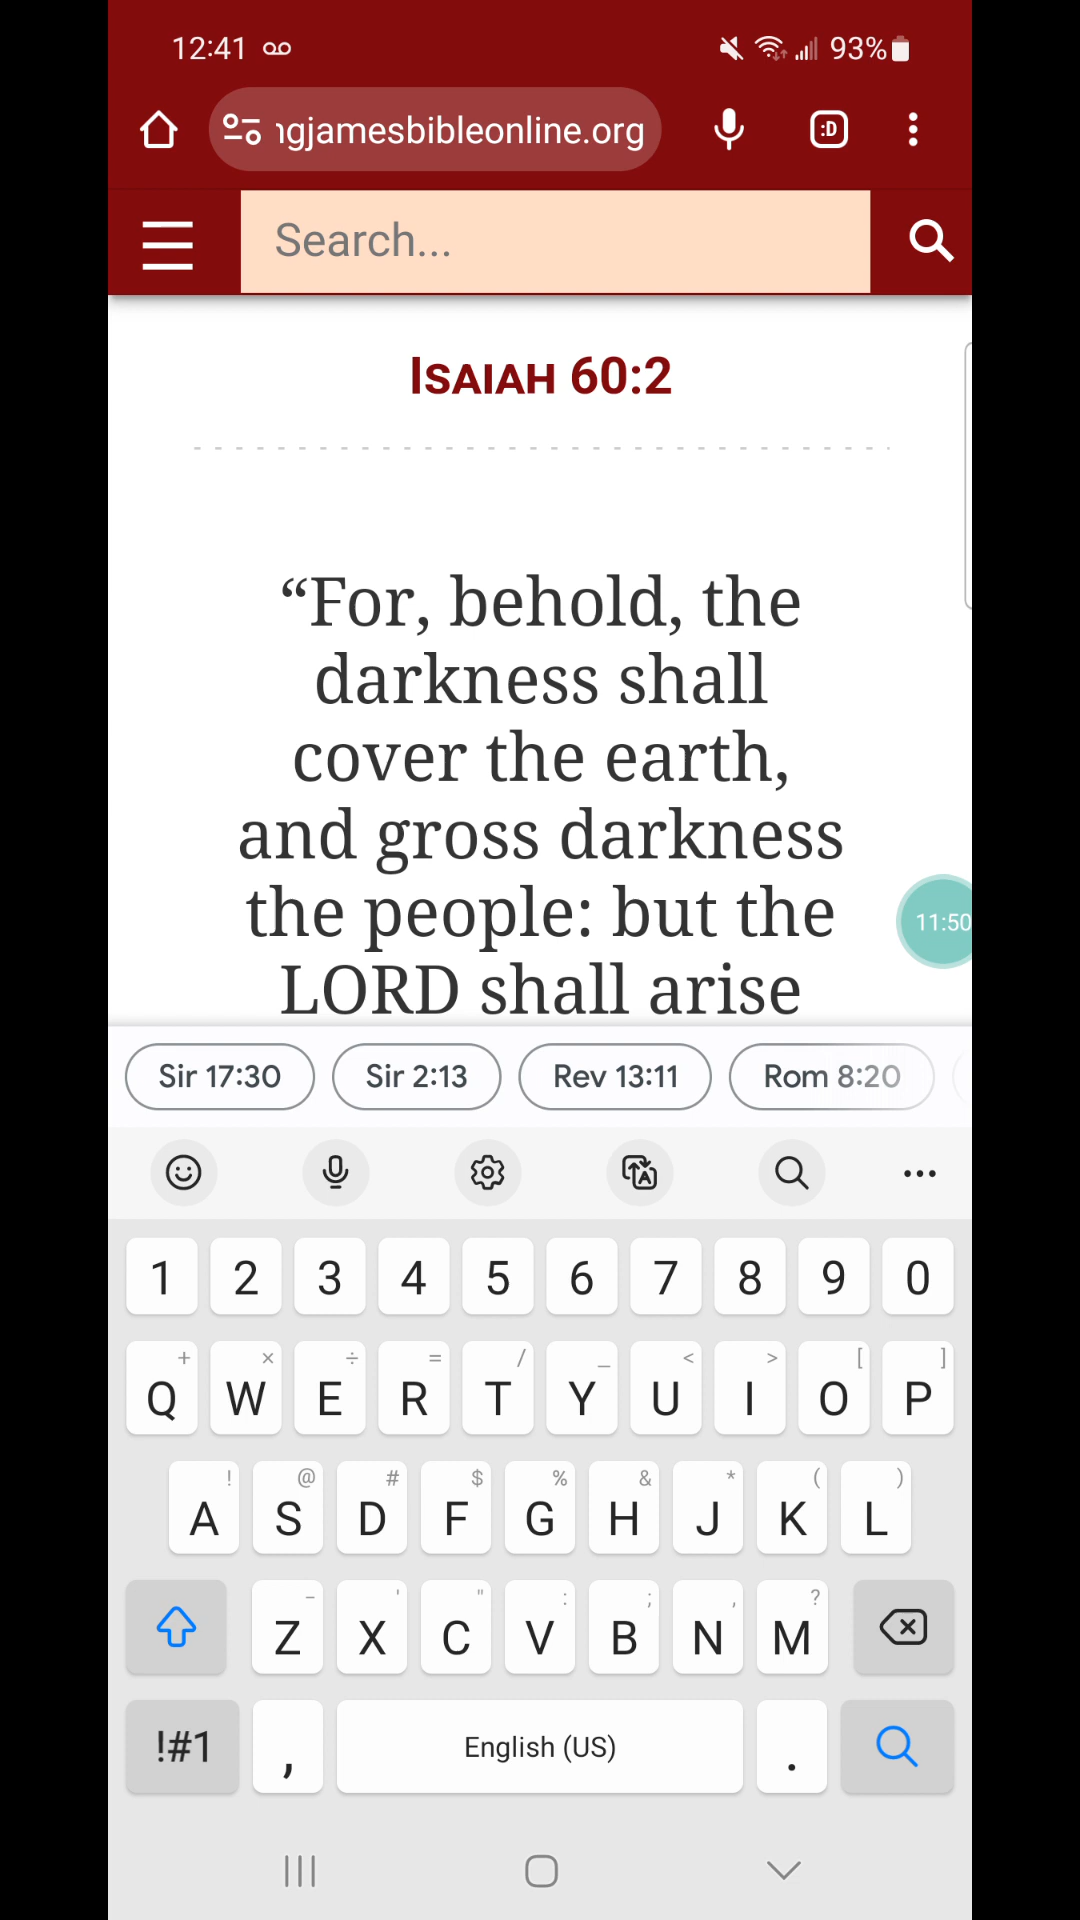 12:41
93%
ngjamesbibleonline.org
:D
Search...
ISAIAH 60:2
“For, behold, the
darkness shall
cover the earth,
and gross darkness
the people: but the
LORD shall arise
11:50
Sir 17:30 Sir 2:13 Rev 13:11 Rom 8:20
1 2 3 4 5 6 7 8 9 0
+ × ÷ = / _ < > [ ]
Q W E R T Y U I O P
! @ # $ % & * ( )
A S D F G H J K L
- ' " : ; , ?
Z X C V B N M
!#1 , English (US) .